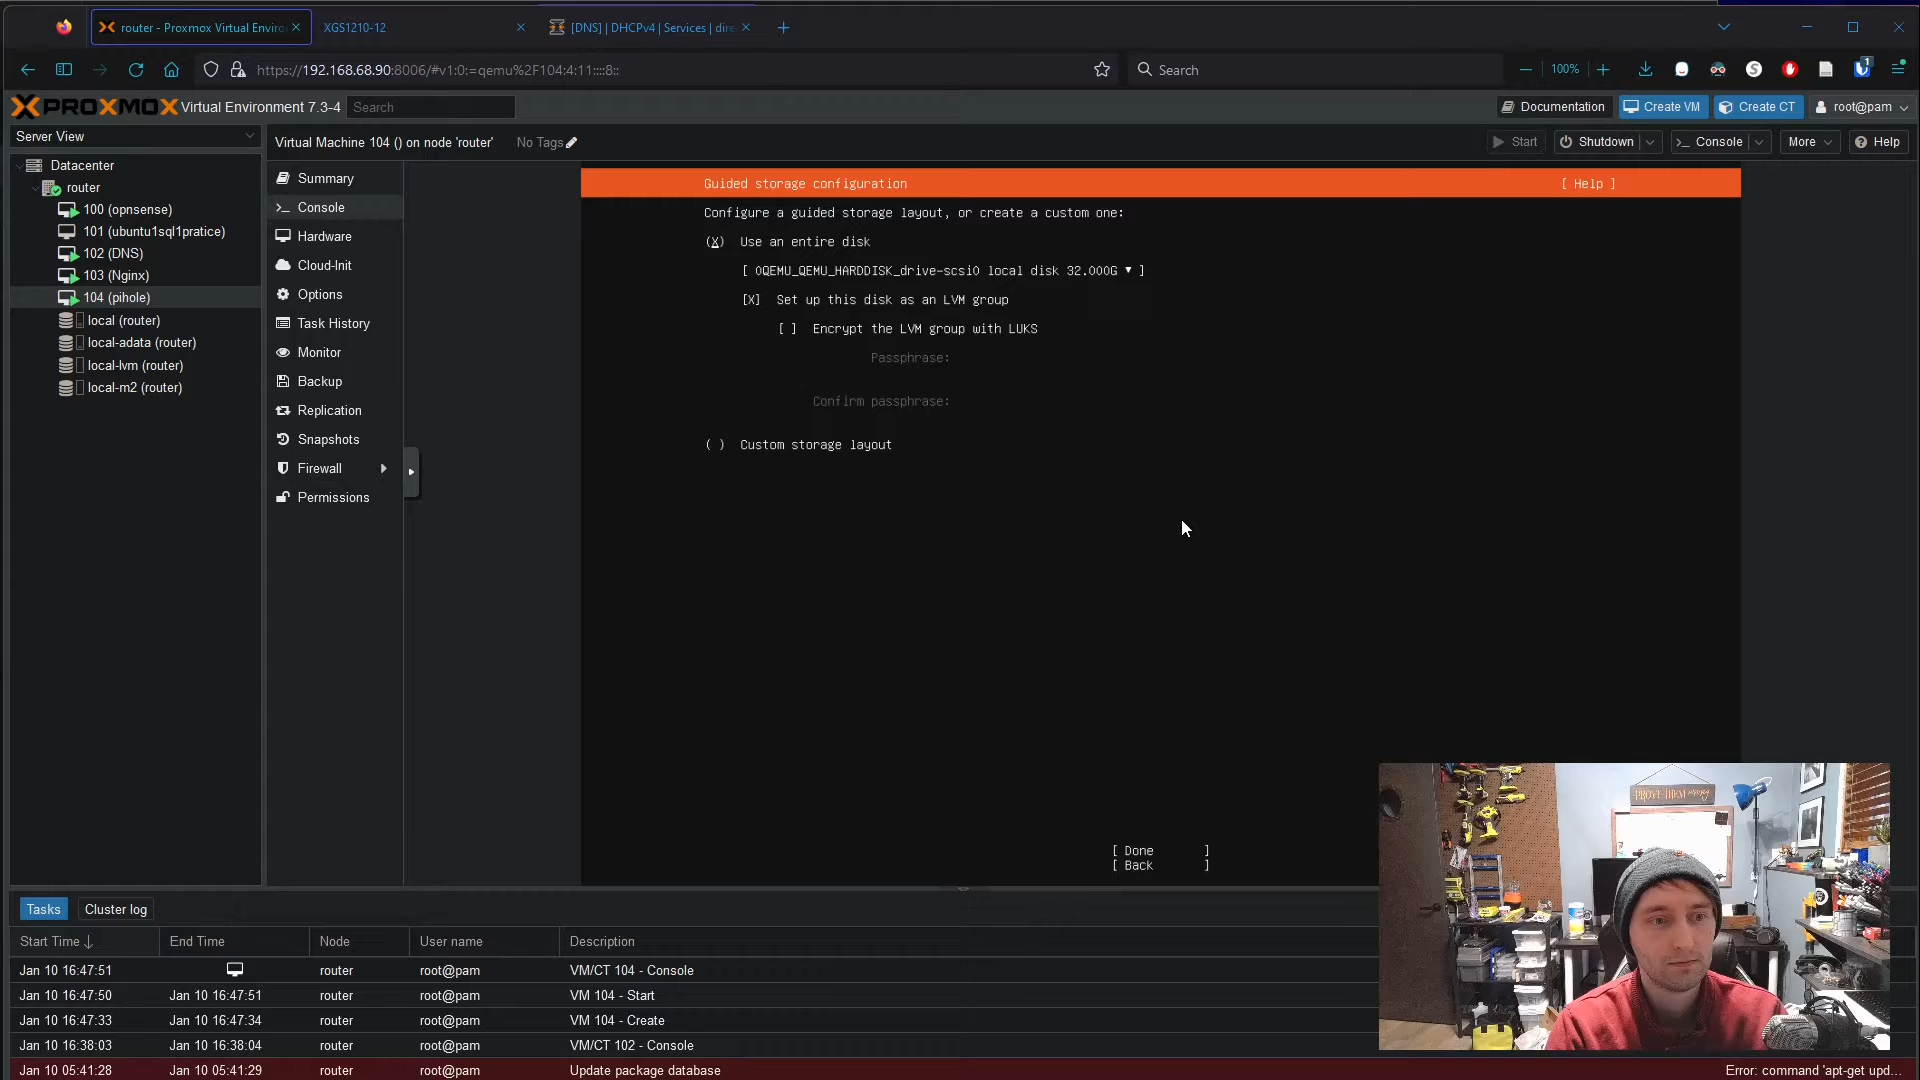 router - Proxmox Virtual Enviro
XGS1210-12
[DNS] | DHCPv4 | Services | dire
https://192.168.68.90:8006/#v1:0:=qemu%2F104:4:11::::8::
Search
100%
1
PROXMOX Virtual Environment 7.3-4
Search
Documentation
Create VM
Create CT
root@pam
Server View
Virtual Machine 104 () on node 'router'
No Tags
Start
Shutdown
Console
More
Help
Datacenter
router
100 (opnsense)
101 (ubuntu1sql1pratice)
102 (DNS)
103 (Nginx)
104 (pihole)
local (router)
local-adata (router)
local-lvm (router)
local-m2 (router)
Summary
Console
Hardware
Cloud-Init
Options
Task History
Monitor
Backup
Replication
Snapshots
Firewall
Permissions
Guided storage configuration
[ Help ]
Configure a guided storage layout, or create a custom one:
(X) Use an entire disk
[ 0QEMU_QEMU_HARDDISK_drive-scsi0 local disk 32.000G ▾ ]
[X] Set up this disk as an LVM group
[ ] Encrypt the LVM group with LUKS
Passphrase:
Confirm passphrase:
( ) Custom storage layout
[ Done ]
[ Back ]
PROVE THEM wrong
Tasks
Cluster log
Start Time ↓ End Time Node User name Description
Jan 10 16:47:51 router root@pam VM/CT 104 - Console
Jan 10 16:47:50 Jan 10 16:47:51 router root@pam VM 104 - Start
Jan 10 16:47:33 Jan 10 16:47:34 router root@pam VM 104 - Create
Jan 10 16:38:03 Jan 10 16:38:04 router root@pam VM/CT 102 - Console
Jan 10 05:41:28 Jan 10 05:41:29 router root@pam Update package database Error: command 'apt-get upd...